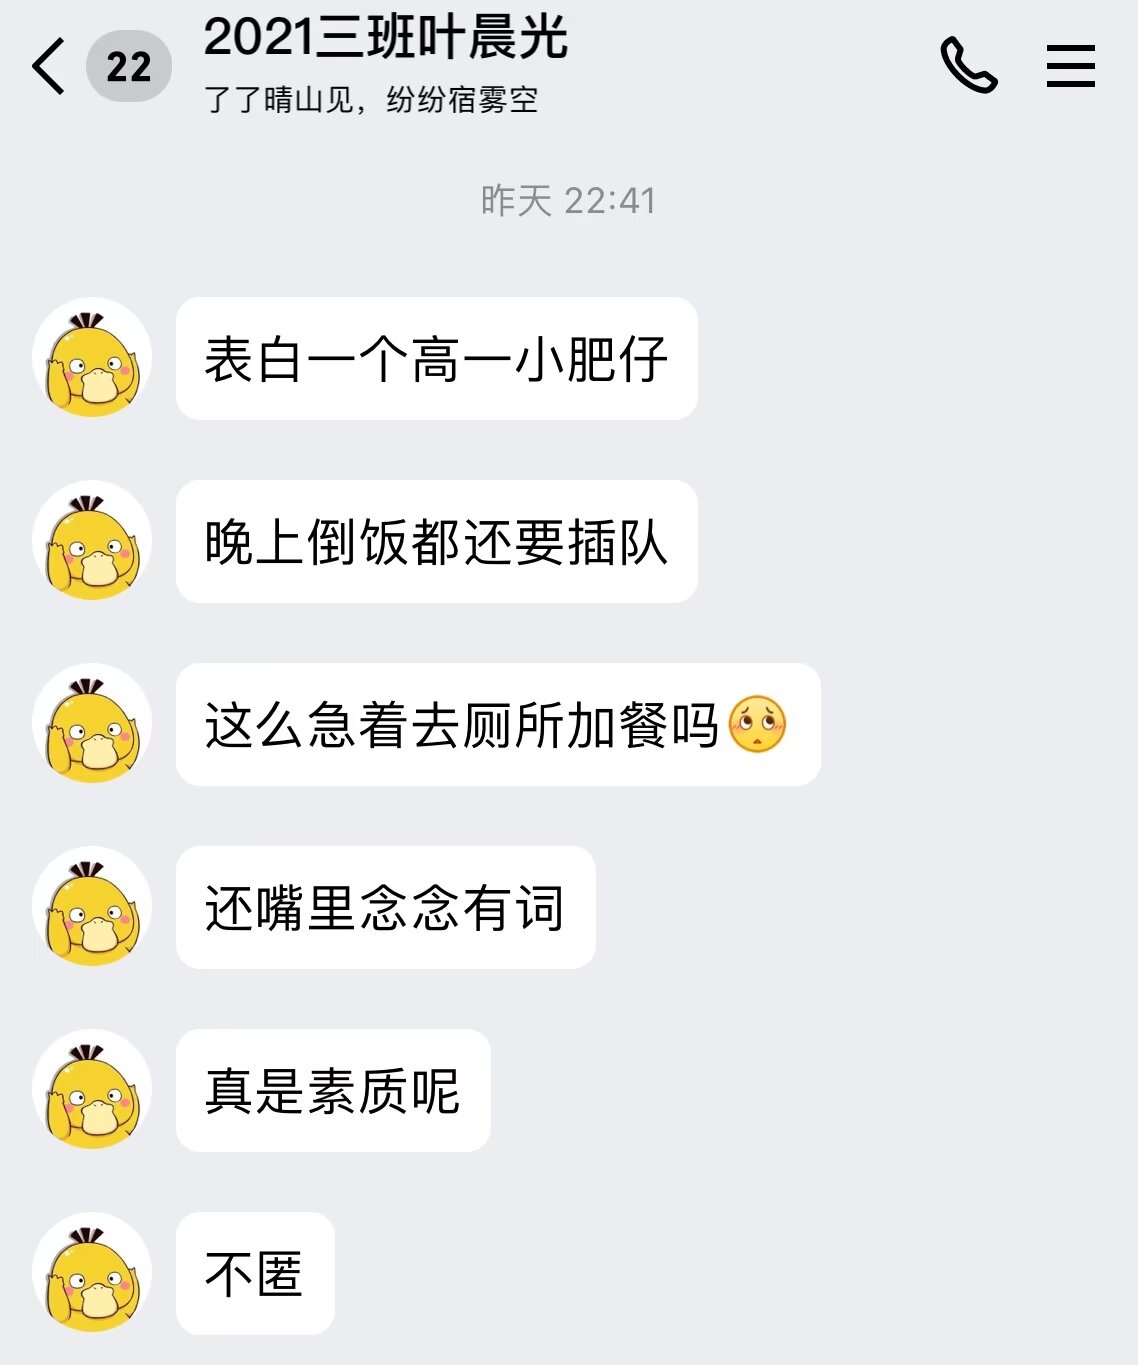 22
2021三班叶晨光
了了晴山见，纷纷宿雾空
昨天 22:41
表白一个高一小肥仔
晚上倒饭都还要插队
这么急着去厕所加餐吗🥺
还嘴里念念有词
真是素质呢
不匿